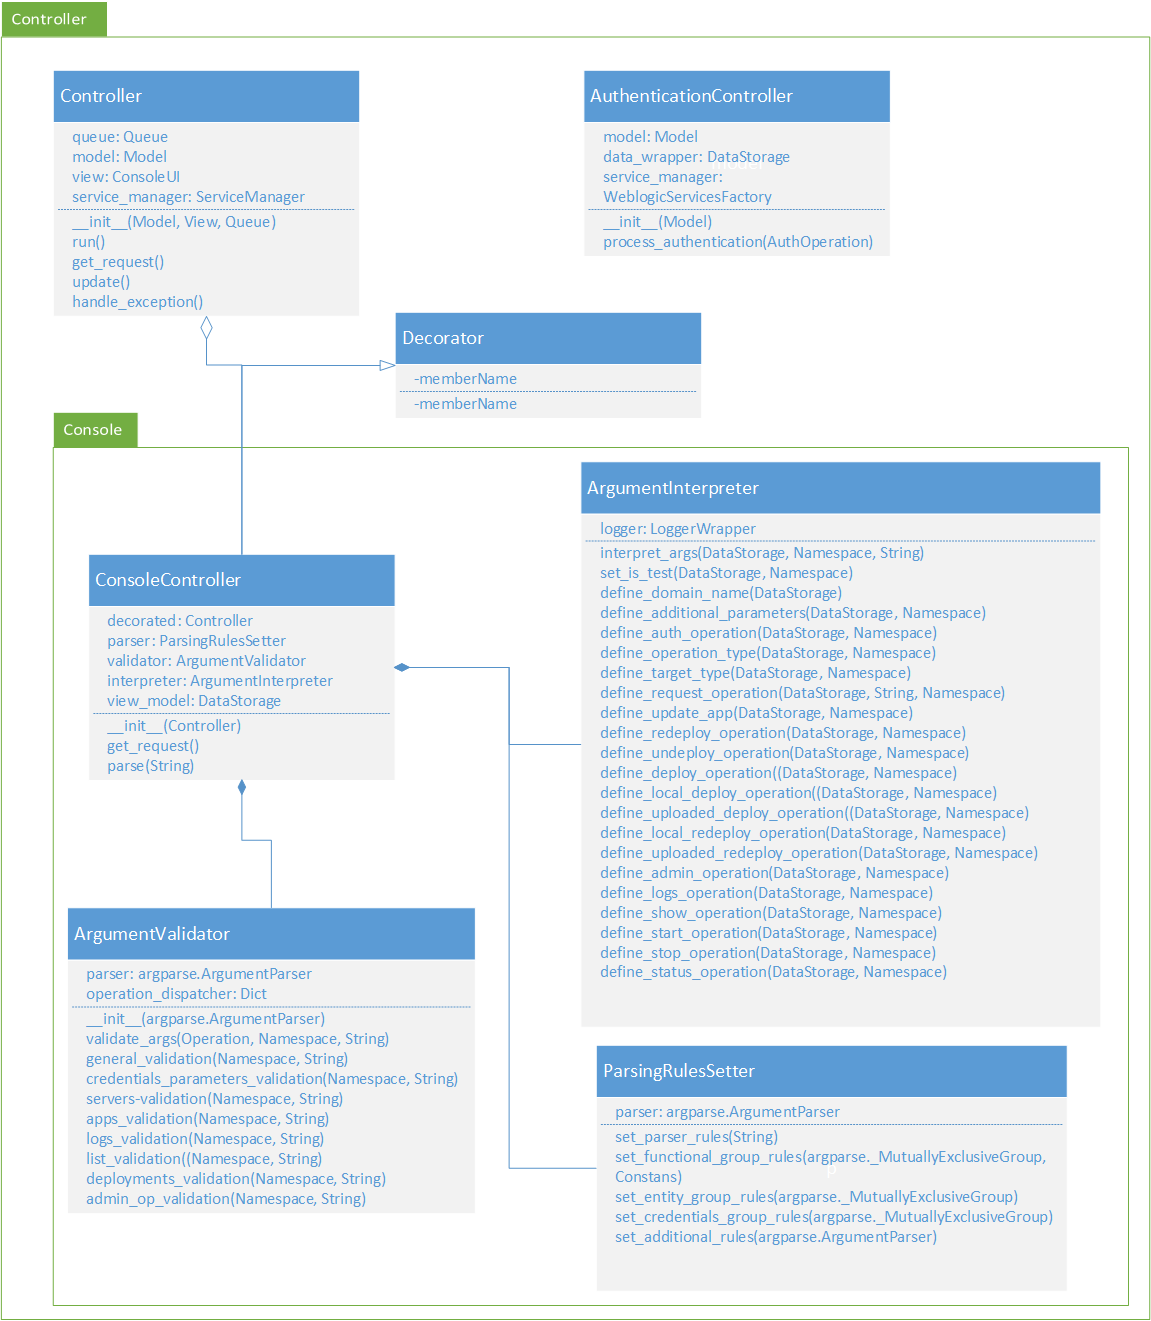 Controller
Controller
queue: Queue
model: Model
view: ConsoleUI
service_manager: ServiceManager
__init__(Model, View, Queue)
run()
get_request()
update()
handle_exception()
AuthenticationController
model: Model
data_wrapper: DataStorage
service_manager:
WeblogicServicesFactory
__init__(Model)
process_authentication(AuthOperation)
Decorator
-memberName
-memberName
Console
ConsoleController
decorated: Controller
parser: ParsingRulesSetter
validator: ArgumentValidator
interpreter: ArgumentInterpreter
view_model: DataStorage
__init__(Controller)
get_request()
parse(String)
ArgumentInterpreter
logger: LoggerWrapper
interpret_args(DataStorage, Namespace, String)
set_is_test(DataStorage, Namespace)
define_domain_name(DataStorage)
define_additional_parameters(DataStorage, Namespace)
define_auth_operation(DataStorage, Namespace)
define_operation_type(DataStorage, Namespace)
define_target_type(DataStorage, Namespace)
define_request_operation(DataStorage, String, Namespace)
define_update_app(DataStorage, Namespace)
define_redeploy_operation(DataStorage, Namespace)
define_undeploy_operation(DataStorage, Namespace)
define_deploy_operation((DataStorage, Namespace)
define_local_deploy_operation((DataStorage, Namespace)
define_uploaded_deploy_operation((DataStorage, Namespace)
define_local_redeploy_operation(DataStorage, Namespace)
define_uploaded_redeploy_operation(DataStorage, Namespace)
define_admin_operation(DataStorage, Namespace)
define_logs_operation(DataStorage, Namespace)
define_show_operation(DataStorage, Namespace)
define_start_operation(DataStorage, Namespace)
define_stop_operation(DataStorage, Namespace)
define_status_operation(DataStorage, Namespace)
ArgumentValidator
parser: argparse.ArgumentParser
operation_dispatcher: Dict
__init__(argparse.ArgumentParser)
validate_args(Operation, Namespace, String)
general_validation(Namespace, String)
credentials_parameters_validation(Namespace, String)
servers-validation(Namespace, String)
apps_validation(Namespace, String)
logs_validation(Namespace, String)
list_validation((Namespace, String)
deployments_validation(Namespace, String)
admin_op_validation(Namespace, String)
ParsingRulesSetter
parser: argparse.ArgumentParser
set_parser_rules(String)
set_functional_group_rules(argparse._MutuallyExclusiveGroup,
Constans)
set_entity_group_rules(argparse._MutuallyExclusiveGroup)
set_credentials_group_rules(argparse._MutuallyExclusiveGroup)
set_additional_rules(argparse.ArgumentParser)